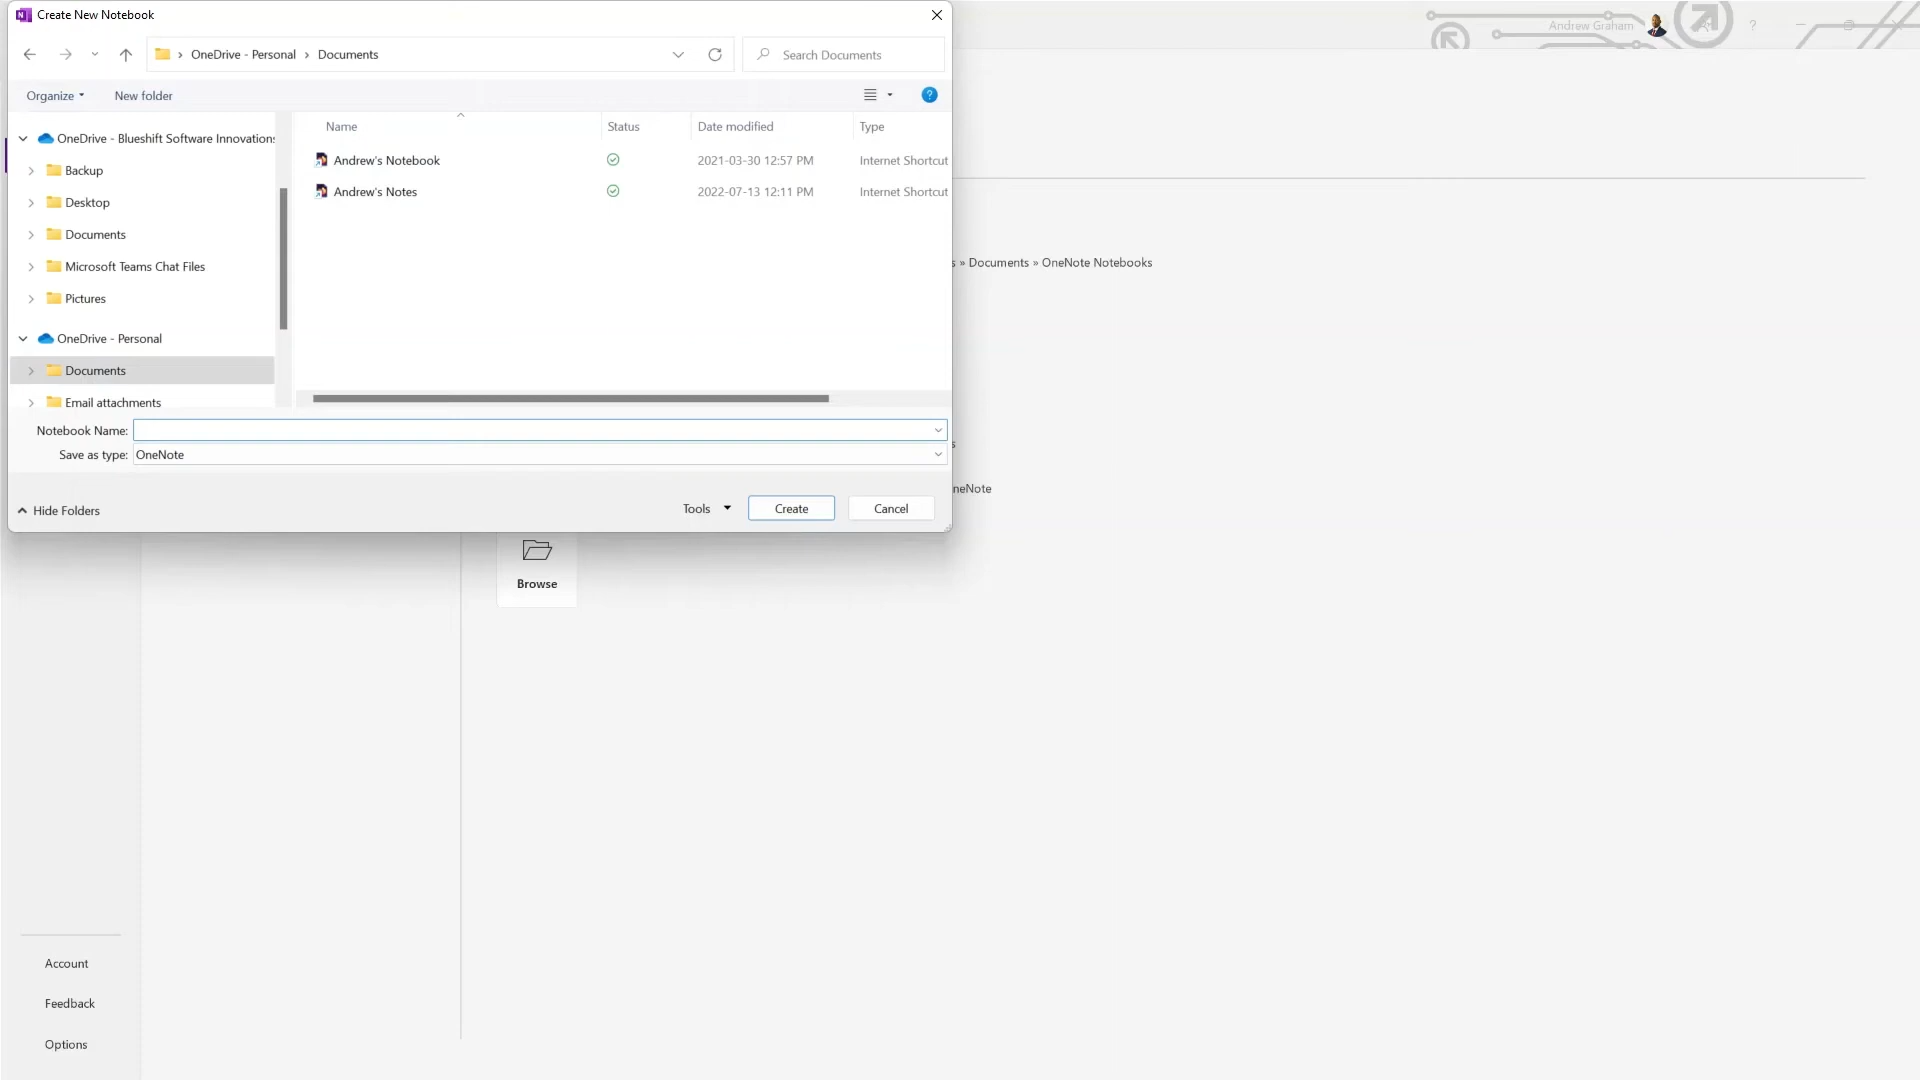 Create New Notebook
Andrew Graham
?
OneDrive - Personal › Documents
Search Documents
Organize
New folder
?
Name
Status
Date modified
Type
OneDrive - Blueshift Software Innovations
Backup
Desktop
Documents
Microsoft Teams Chat Files
Pictures
OneDrive - Personal
Documents
Email attachments
Andrew's Notebook
2021-03-30 12:57 PM
Internet Shortcut
Andrew's Notes
2022-07-13 12:11 PM
Internet Shortcut
s » Documents » OneNote Notebooks
Notebook Name:
Save as type:
OneNote
s
neNote
Hide Folders
Tools
Create
Cancel
Browse
Account
Feedback
Options